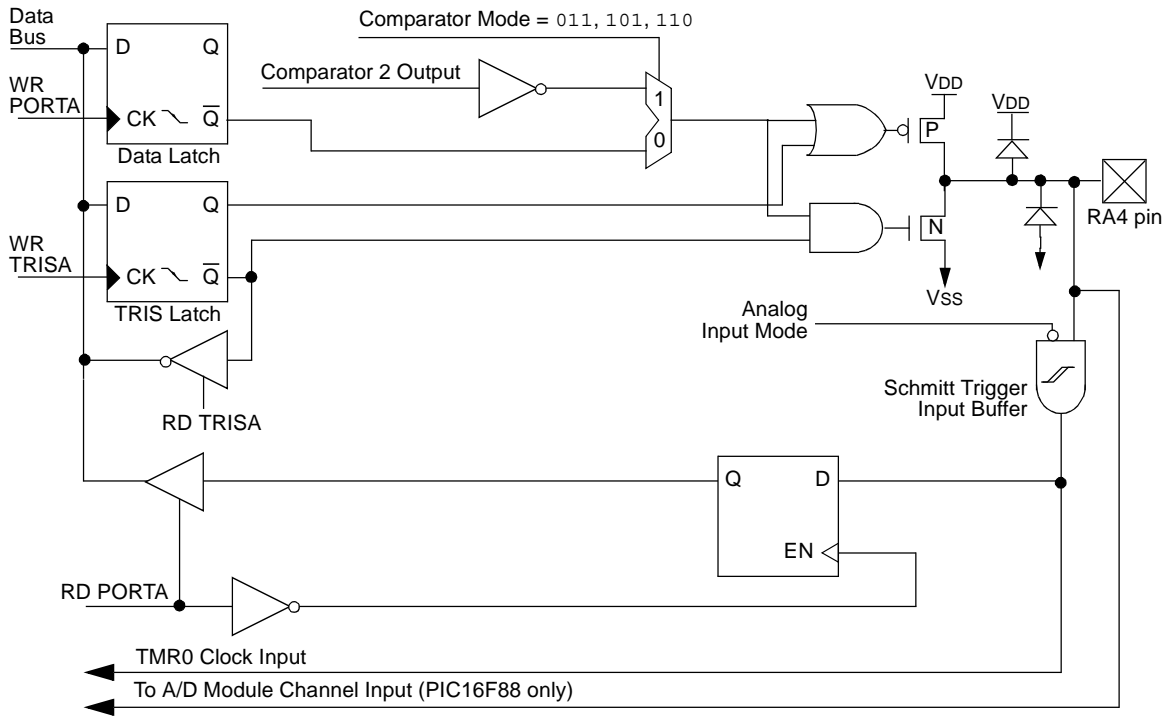 Data
Bus
Comparator Mode = 011, 101, 110
D
Q
Comparator 2 Output
WR
PORTA
CK
Q
Data Latch
1
0
VDD
VDD
P
D
Q
RA4 pin
N
WR
TRISA
CK
Q
TRIS Latch
VSS
Analog
Input Mode
Schmitt Trigger
Input Buffer
RD TRISA
Q
D
EN
RD PORTA
TMR0 Clock Input
To A/D Module Channel Input (PIC16F88 only)